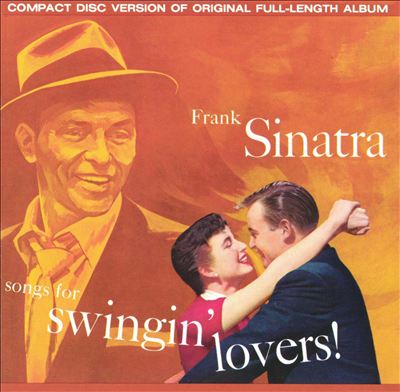 COMPACT DISC VERSION OF ORIGINAL FULL-LENGTH ALBUM
Frank
Sinatra
songs for
swingin'
lovers!